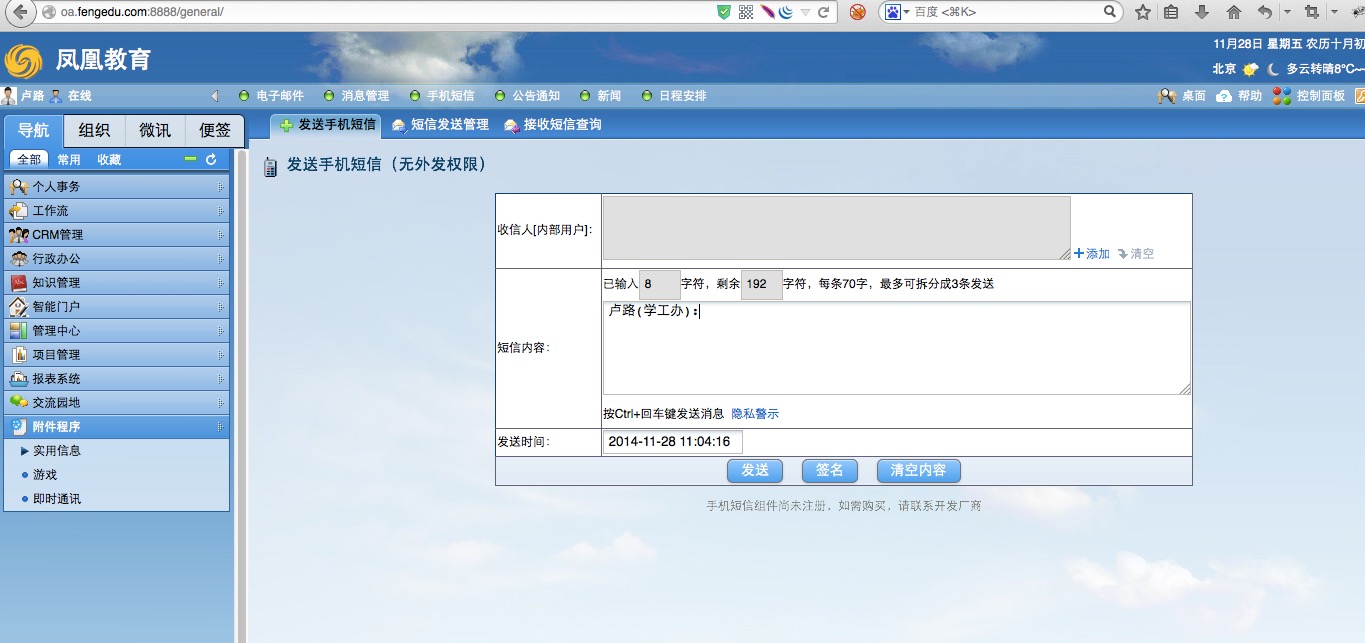 oa.fengedu.com:8888/general/
百度 <⌘K>
凤凰教育
11月28日 星期五 农历十月初
北京 多云转晴8°C~
卢路 在线
电子邮件 消息管理 手机短信 公告通知 新闻 日程安排
桌面 帮助 控制面板
导航 组织 微讯 便签
发送手机短信 短信发送管理 接收短信查询
全部 常用 收藏
发送手机短信（无外发权限）
个人事务
工作流
CRM管理
行政办公
知识管理
智能门户
管理中心
项目管理
报表系统
交流园地
附件程序
实用信息
游戏
即时通讯
收信人[内部用户]：
添加 清空
已输入 8 字符，剩余 192 字符，每条70字，最多可拆分成3条发送
短信内容：
卢路(学工办):
按Ctrl+回车键发送消息 隐私警示
发送时间：
2014-11-28 11:04:16
发送 签名 清空内容
手机短信组件尚未注册，如需购买，请联系开发厂商